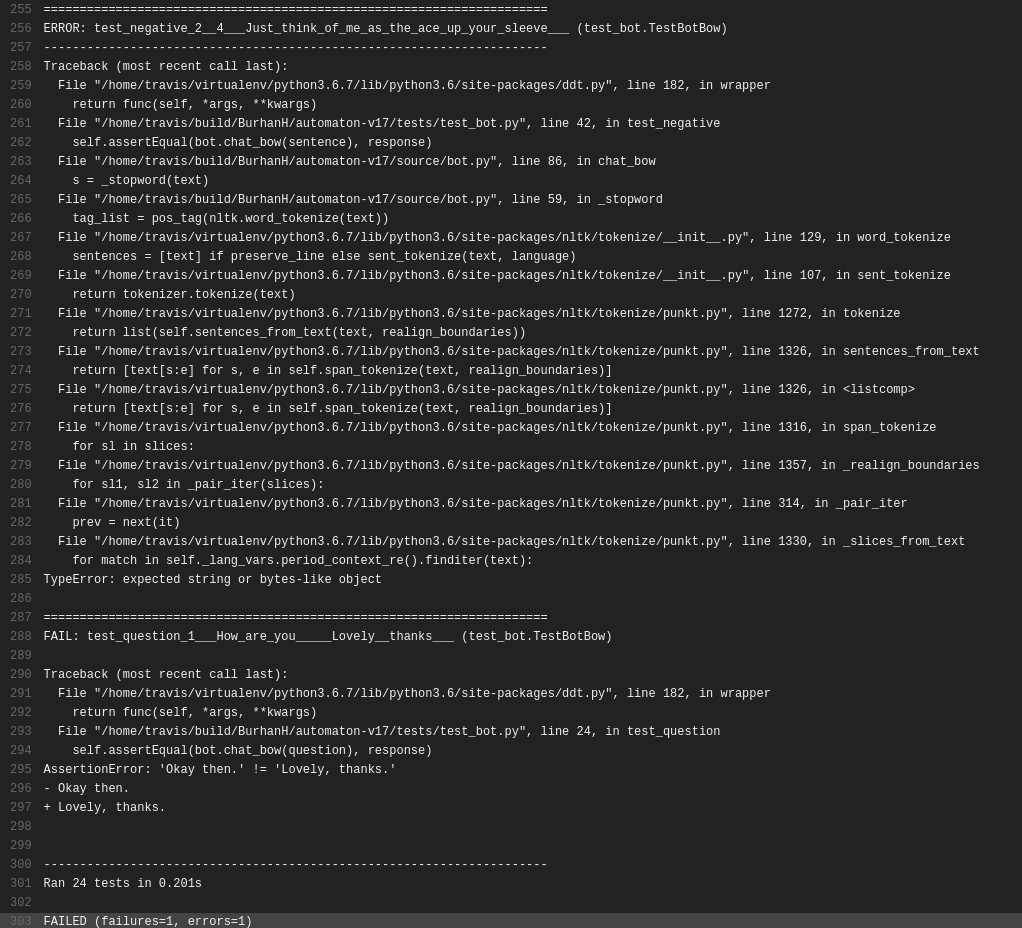 255 ======================================================================
256 ERROR: test_negative_2__4___Just_think_of_me_as_the_ace_up_your_sleeve___ (test_bot.TestBotBow)
257 ----------------------------------------------------------------------
258 Traceback (most recent call last):
259   File "/home/travis/virtualenv/python3.6.7/lib/python3.6/site-packages/ddt.py", line 182, in wrapper
260     return func(self, *args, **kwargs)
261   File "/home/travis/build/BurhanH/automaton-v17/tests/test_bot.py", line 42, in test_negative
262     self.assertEqual(bot.chat_bow(sentence), response)
263   File "/home/travis/build/BurhanH/automaton-v17/source/bot.py", line 86, in chat_bow
264     s = _stopword(text)
265   File "/home/travis/build/BurhanH/automaton-v17/source/bot.py", line 59, in _stopword
266     tag_list = pos_tag(nltk.word_tokenize(text))
267   File "/home/travis/virtualenv/python3.6.7/lib/python3.6/site-packages/nltk/tokenize/__init__.py", line 129, in word_tokenize
268     sentences = [text] if preserve_line else sent_tokenize(text, language)
269   File "/home/travis/virtualenv/python3.6.7/lib/python3.6/site-packages/nltk/tokenize/__init__.py", line 107, in sent_tokenize
270     return tokenizer.tokenize(text)
271   File "/home/travis/virtualenv/python3.6.7/lib/python3.6/site-packages/nltk/tokenize/punkt.py", line 1272, in tokenize
272     return list(self.sentences_from_text(text, realign_boundaries))
273   File "/home/travis/virtualenv/python3.6.7/lib/python3.6/site-packages/nltk/tokenize/punkt.py", line 1326, in sentences_from_text
274     return [text[s:e] for s, e in self.span_tokenize(text, realign_boundaries)]
275   File "/home/travis/virtualenv/python3.6.7/lib/python3.6/site-packages/nltk/tokenize/punkt.py", line 1326, in <listcomp>
276     return [text[s:e] for s, e in self.span_tokenize(text, realign_boundaries)]
277   File "/home/travis/virtualenv/python3.6.7/lib/python3.6/site-packages/nltk/tokenize/punkt.py", line 1316, in span_tokenize
278     for sl in slices:
279   File "/home/travis/virtualenv/python3.6.7/lib/python3.6/site-packages/nltk/tokenize/punkt.py", line 1357, in _realign_boundaries
280     for sl1, sl2 in _pair_iter(slices):
281   File "/home/travis/virtualenv/python3.6.7/lib/python3.6/site-packages/nltk/tokenize/punkt.py", line 314, in _pair_iter
282     prev = next(it)
283   File "/home/travis/virtualenv/python3.6.7/lib/python3.6/site-packages/nltk/tokenize/punkt.py", line 1330, in _slices_from_text
284     for match in self._lang_vars.period_context_re().finditer(text):
285 TypeError: expected string or bytes-like object
286
287 ======================================================================
288 FAIL: test_question_1___How_are_you_____Lovely__thanks___ (test_bot.TestBotBow)
289
290 Traceback (most recent call last):
291   File "/home/travis/virtualenv/python3.6.7/lib/python3.6/site-packages/ddt.py", line 182, in wrapper
292     return func(self, *args, **kwargs)
293   File "/home/travis/build/BurhanH/automaton-v17/tests/test_bot.py", line 24, in test_question
294     self.assertEqual(bot.chat_bow(question), response)
295 AssertionError: 'Okay then.' != 'Lovely, thanks.'
296 - Okay then.
297 + Lovely, thanks.
298
299
300 ----------------------------------------------------------------------
301 Ran 24 tests in 0.201s
302
303 FAILED (failures=1, errors=1)